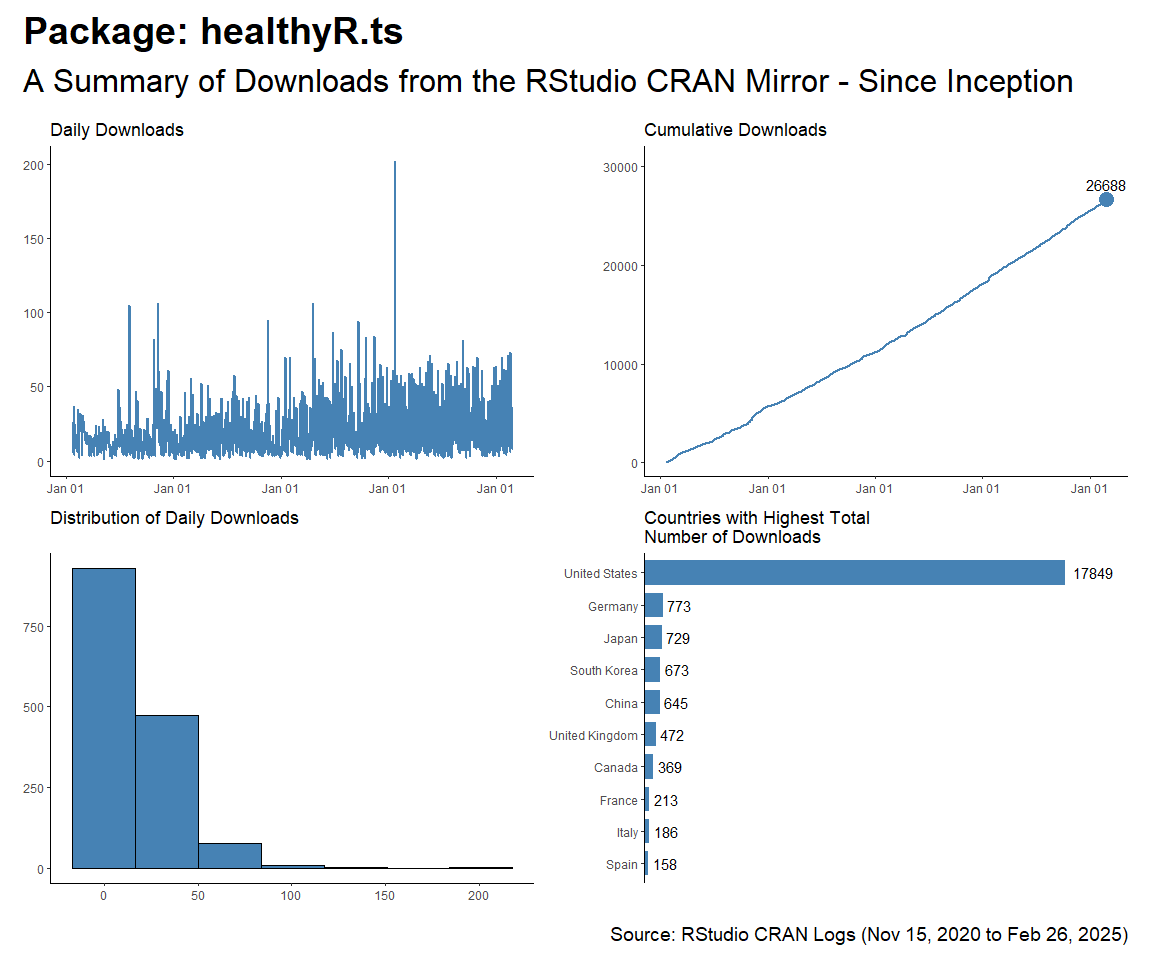 Package: healthyR.ts
A Summary of Downloads from the RStudio CRAN Mirror - Since Inception
Daily Downloads
200
150
100
50
0
Jan 01 Jan 01 Jan 01 Jan 01 Jan 01
Cumulative Downloads
30000
20000
10000
0
26688
Jan 01 Jan 01 Jan 01 Jan 01 Jan 01
Distribution of Daily Downloads
750
500
250
0
0 50 100 150 200
Countries with Highest Total
Number of Downloads
United States 17849
Germany 773
Japan 729
South Korea 673
China 645
United Kingdom 472
Canada 369
France 213
Italy 186
Spain 158
Source: RStudio CRAN Logs (Nov 15, 2020 to Feb 26, 2025)